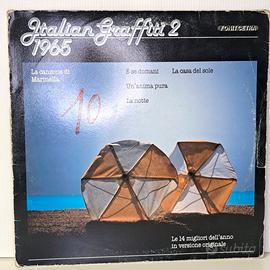 Italian Graffiti 2
1965
FONIT CETRA
La canzone di
Marinella
E se domani
La casa del sole
Un'anima pura
La notte
10
Le 14 migliori dell'anno
in versione originale
Subito